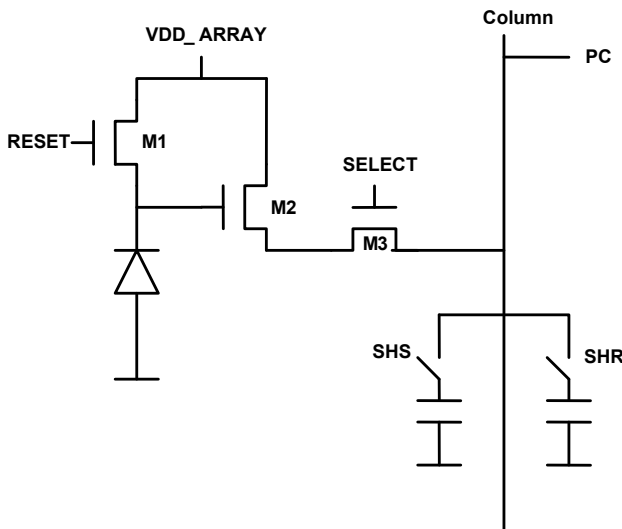 Column
VDD_ ARRAY
PC
RESET
M1
SELECT
M2
M3
SHS
SHR